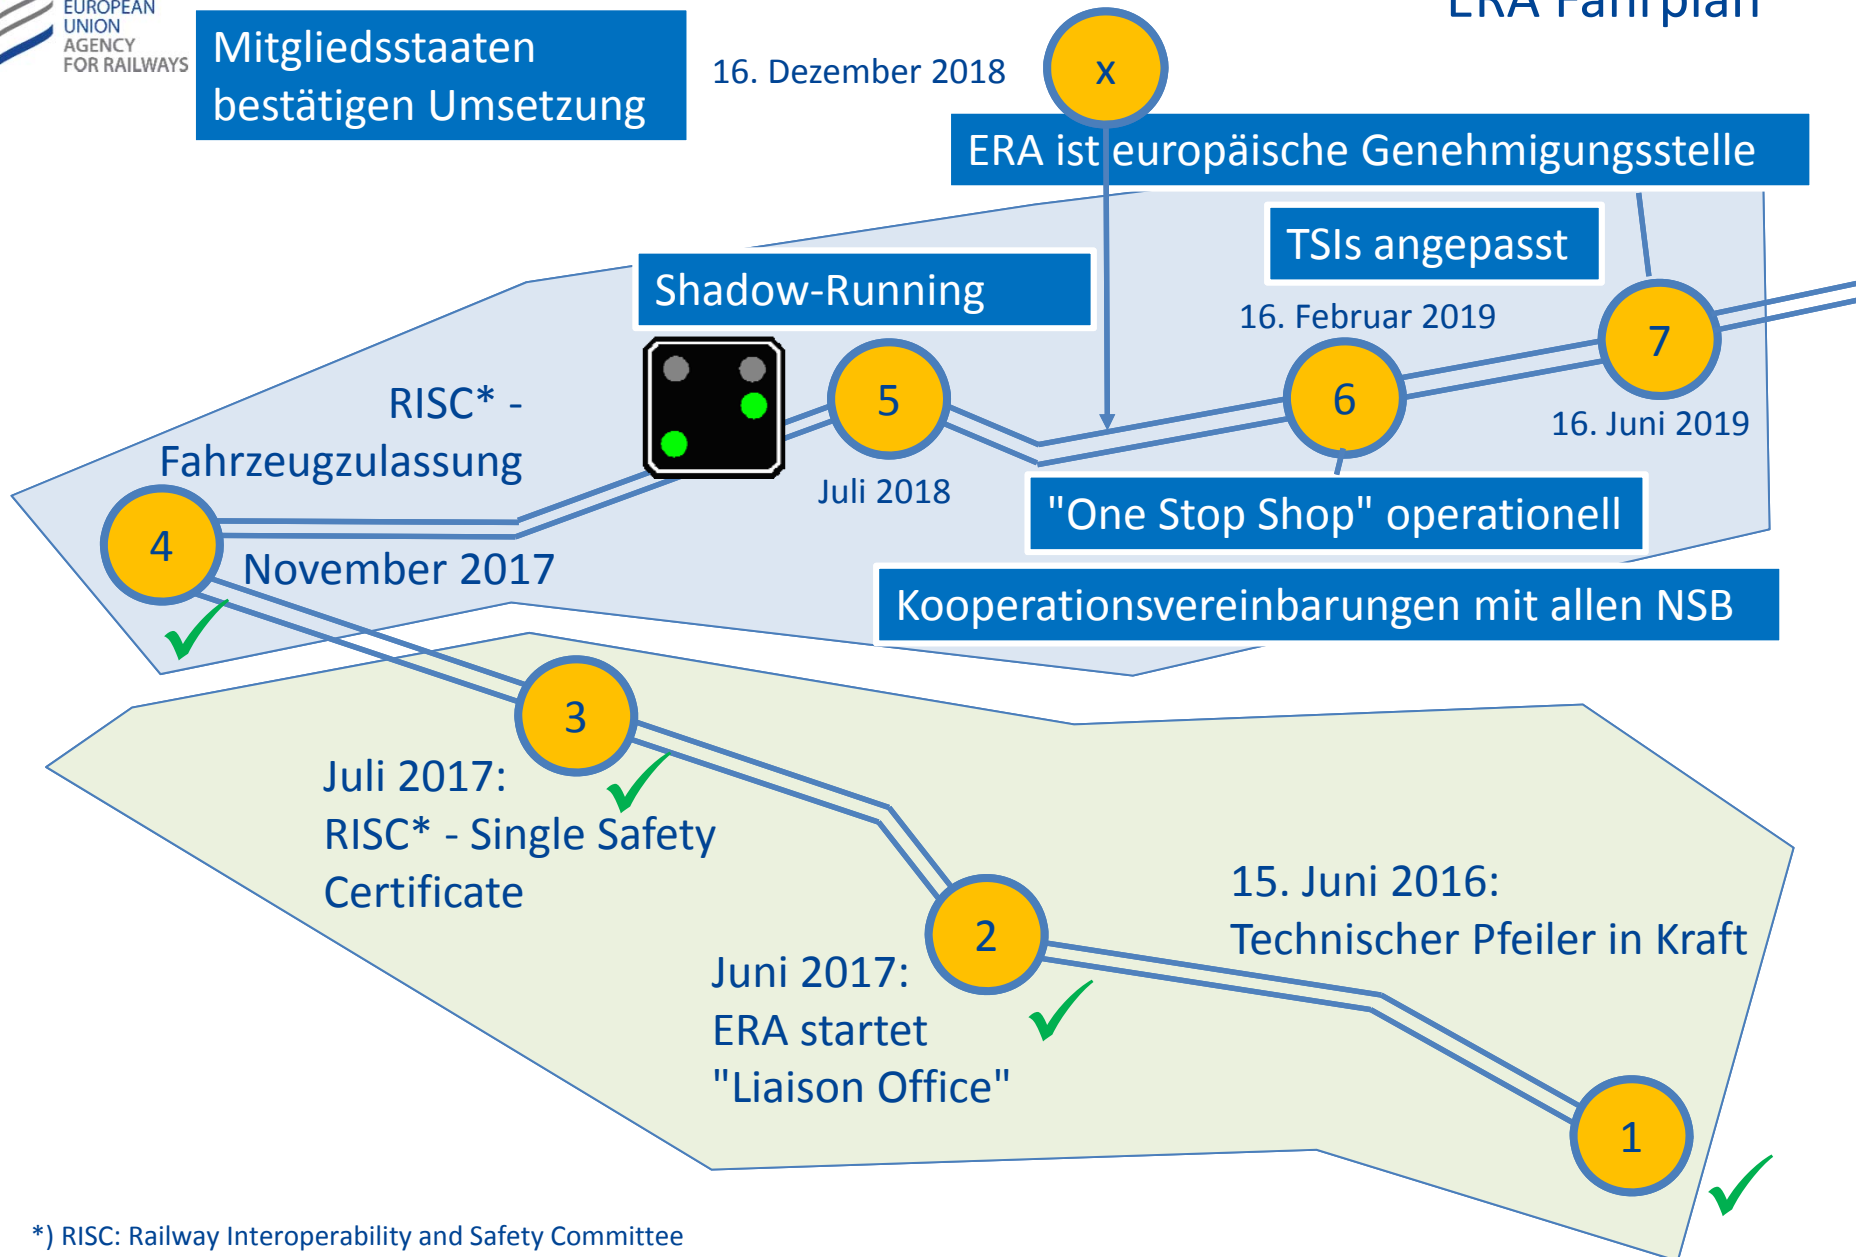 EUROPEAN
UNION
AGENCY
FOR RAILWAYS
ERA Fahrplan
Mitgliedsstaaten
bestätigen Umsetzung
16. Dezember 2018
x
ERA ist europäische Genehmigungsstelle
TSIs angepasst
Shadow-Running
16. Februar 2019
7
16. Juni 2019
6
5
Juli 2018
RISC* -
Fahrzeugzulassung
"One Stop Shop" operationell
4
November 2017
Kooperationsvereinbarungen mit allen NSB
3
Juli 2017:
RISC* - Single Safety
Certificate
2
15. Juni 2016:
Technischer Pfeiler in Kraft
Juni 2017:
ERA startet
"Liaison Office"
1
*) RISC: Railway Interoperability and Safety Committee